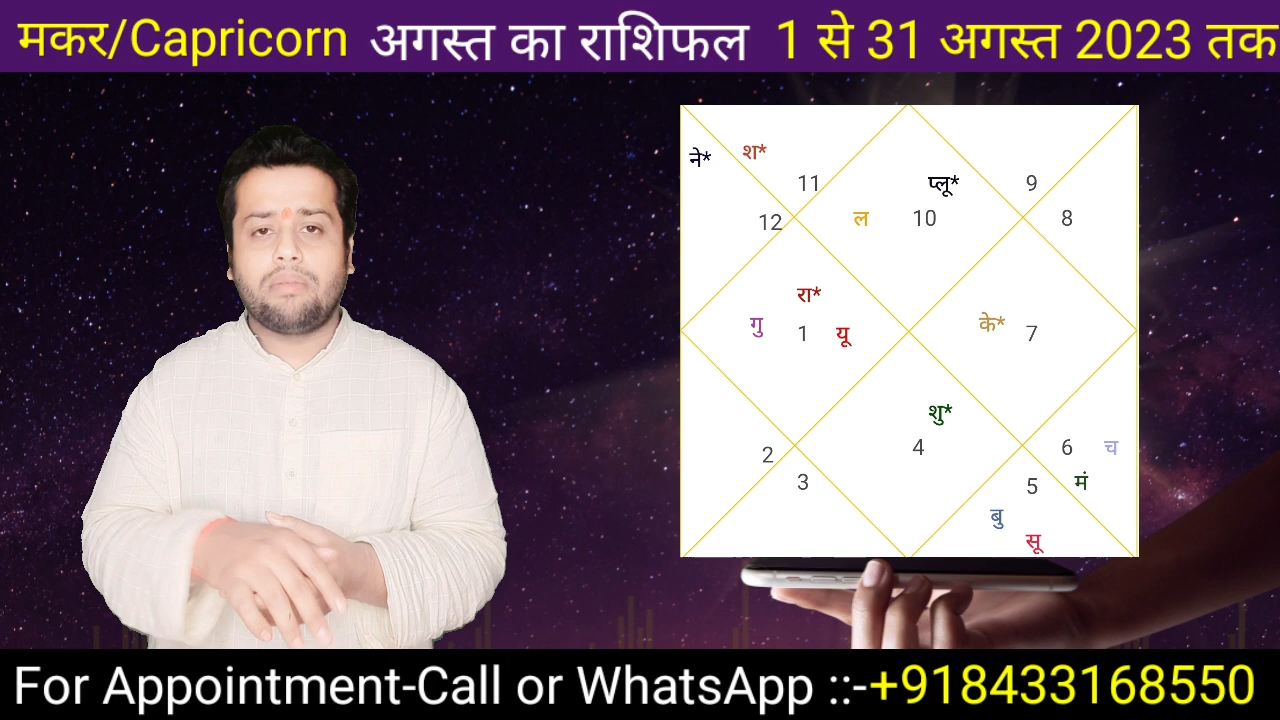 मकर/Capricorn अगस्त का राशिफल 1 से 31 अगस्त 2023 तक
ने* श*
11 प्लू* 9
12 ल 10 8
रा*
गु 1 यू के* 7
शु*
2 4 6 च
3 5 मं
बु
सू
For Appointment-Call or WhatsApp ::-+918433168550